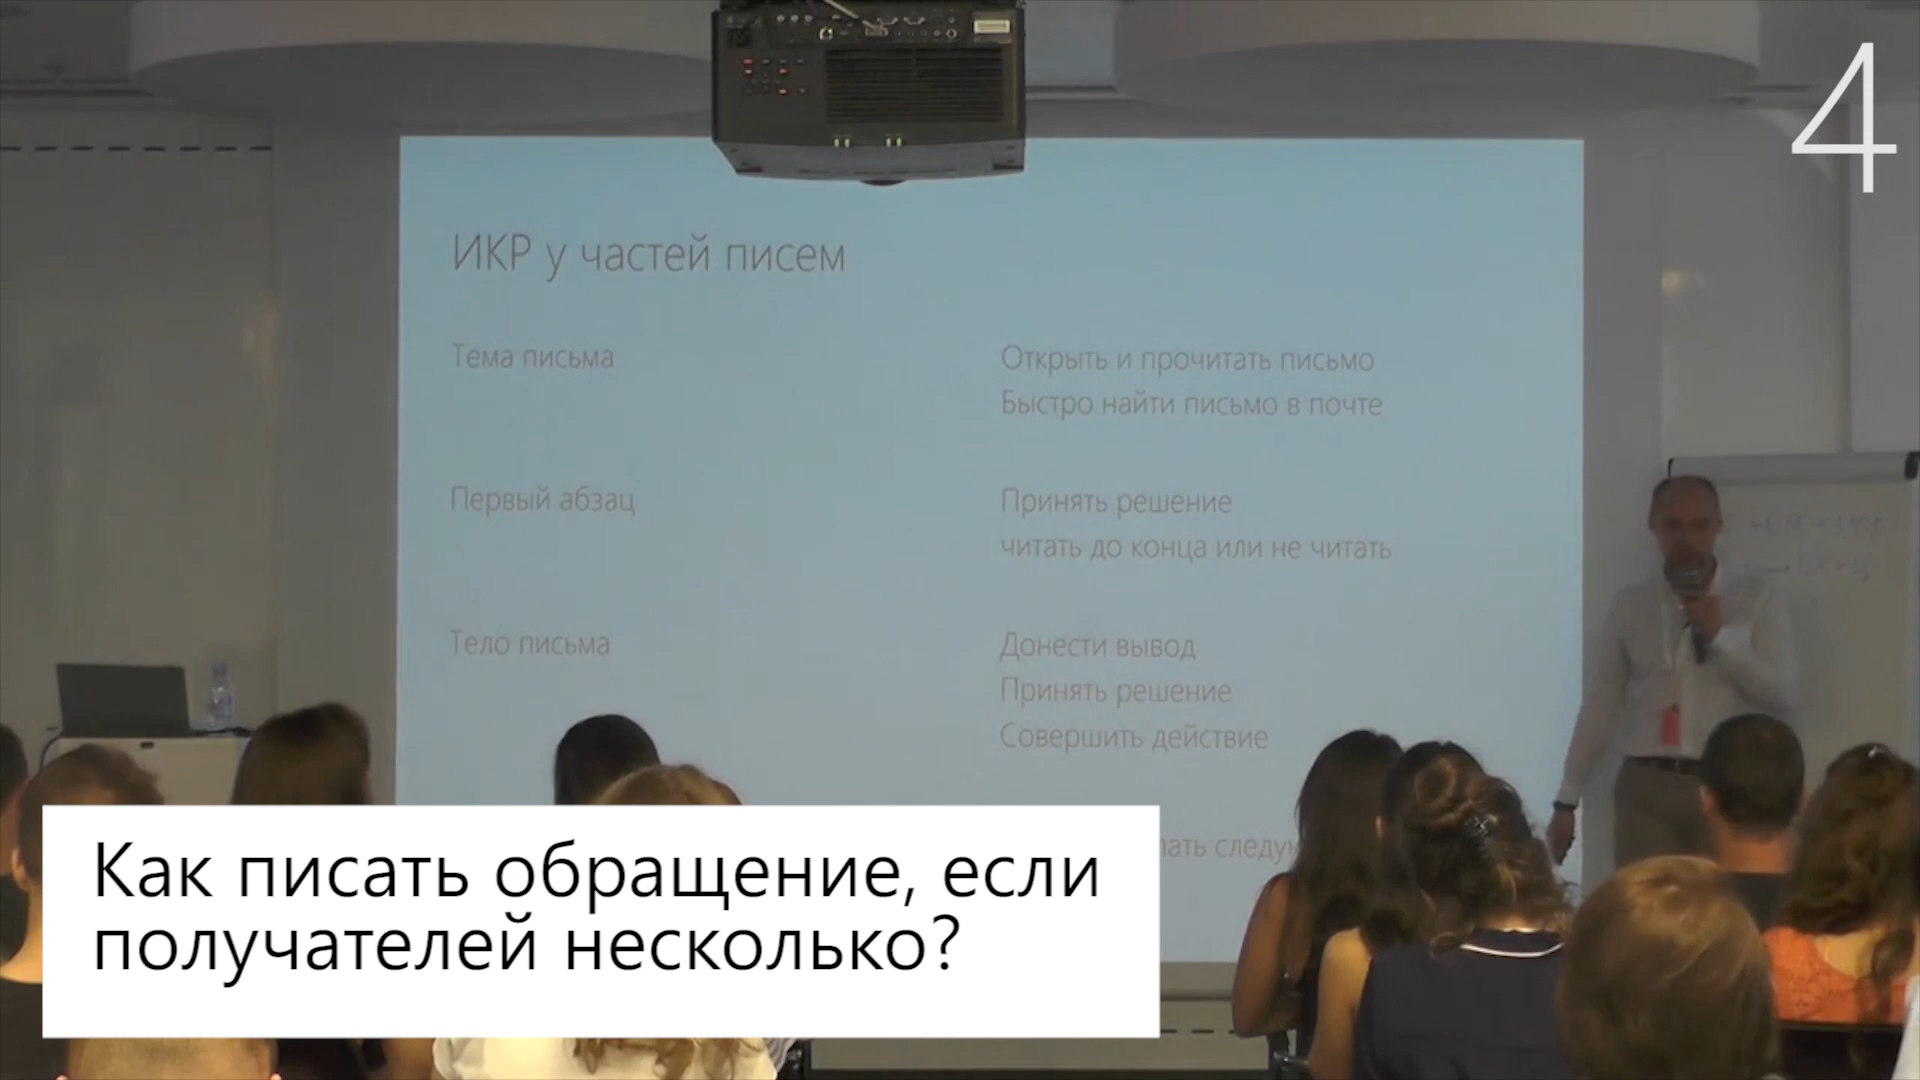 4
ИКР у частей писем
Тема письма
Открыть и прочитать письмо
Быстро найти письмо в почте
Первый абзац
Принять решение
читать до конца или не читать
Тело письма
Донести вывод
Принять решение
Совершить действие
Как писать обращение, если
получателей несколько?